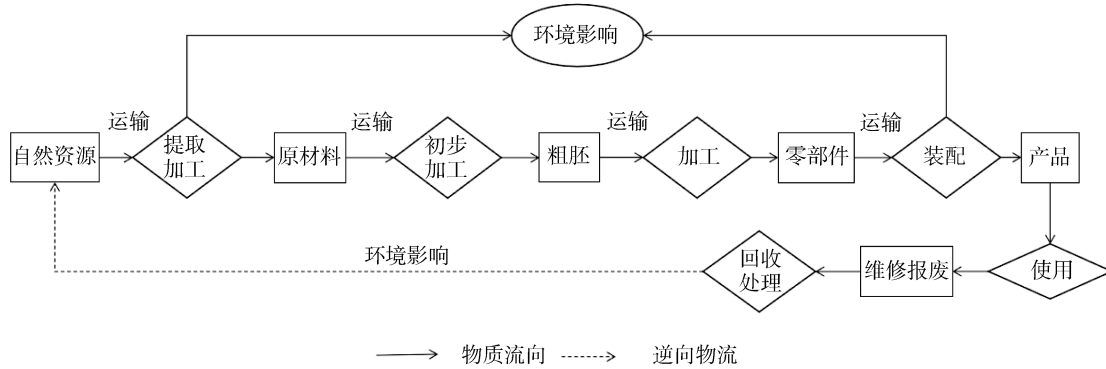 环境影响
运输
运输
运输
运输
自然资源
提取
加工
原材料
初步
加工
粗胚
加工
零部件
装配
产品
环境影响
回收
处理
维修报废
使用
物质流向
逆向物流